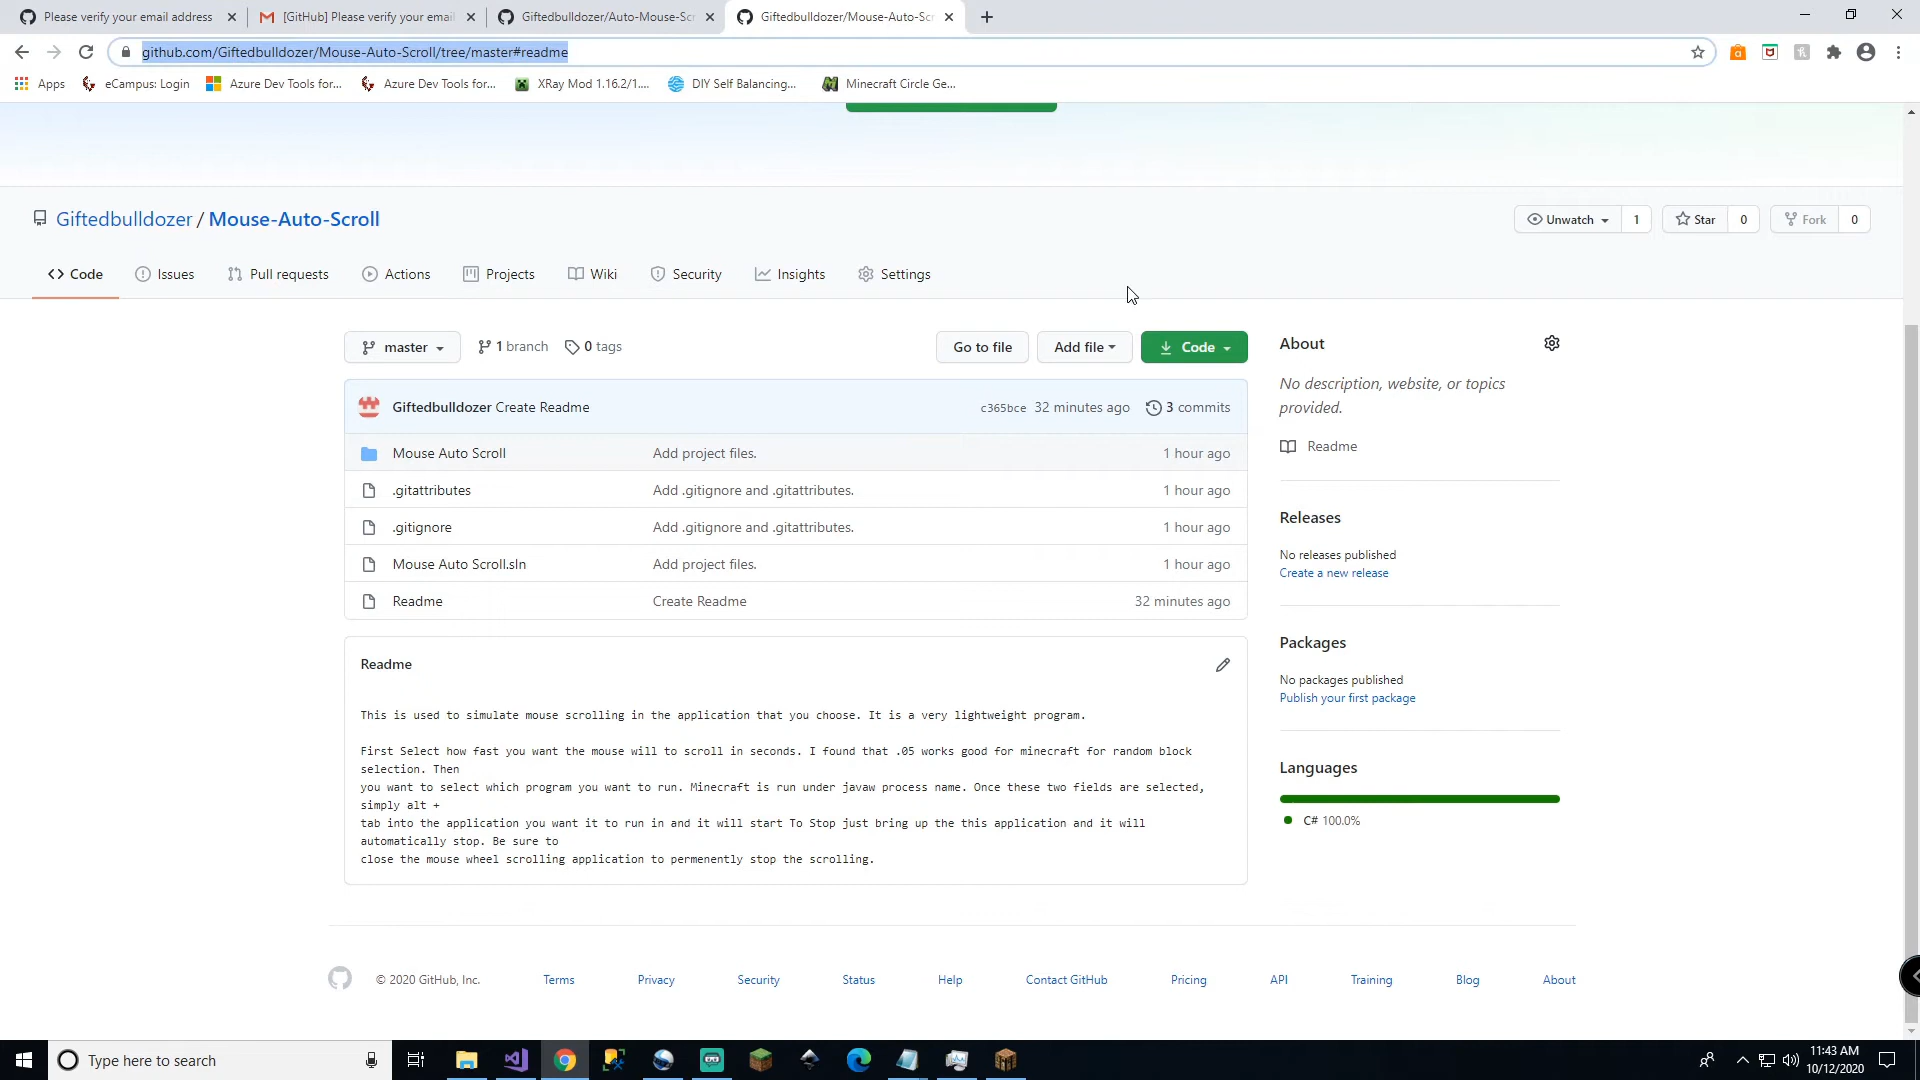 Please verify your email address
[GitHub] Please verify your emai
Giftedbulldozer/Auto-Mouse-Scr
Giftedbulldozer/Mouse-Auto-Scr
github.com/Giftedbulldozer/Mouse-Auto-Scroll/tree/master#readme
Apps
eCampus: Login
Azure Dev Tools for...
Azure Dev Tools for...
XRay Mod 1.16.2/1....
DIY Self Balancing...
Minecraft Circle Ge...
Giftedbulldozer / Mouse-Auto-Scroll
Unwatch 1
Star 0
Fork 0
Code
Issues
Pull requests
Actions
Projects
Wiki
Security
Insights
Settings
master
1 branch
0 tags
Go to file
Add file
Code
Giftedbulldozer Create Readme c365bce 32 minutes ago 3 commits
Mouse Auto Scroll Add project files. 1 hour ago
.gitattributes Add .gitignore and .gitattributes. 1 hour ago
.gitignore Add .gitignore and .gitattributes. 1 hour ago
Mouse Auto Scroll.sln Add project files. 1 hour ago
Readme Create Readme 32 minutes ago
Readme
This is used to simulate mouse scrolling in the application that you choose. It is a very lightweight program.
First Select how fast you want the mouse will to scroll in seconds. I found that .05 works good for minecraft for random block
selection. Then
you want to select which program you want to run. Minecraft is run under javaw process name. Once these two fields are selected,
simply alt +
tab into the application you want it to run in and it will start To Stop just bring up the this application and it will
automatically stop. Be sure to
close the mouse wheel scrolling application to permenently stop the scrolling.
About
No description, website, or topics
provided.
Readme
Releases
No releases published
Create a new release
Packages
No packages published
Publish your first package
Languages
C# 100.0%
© 2020 GitHub, Inc.
Terms
Privacy
Security
Status
Help
Contact GitHub
Pricing
API
Training
Blog
About
Type here to search
11:43 AM
10/12/2020